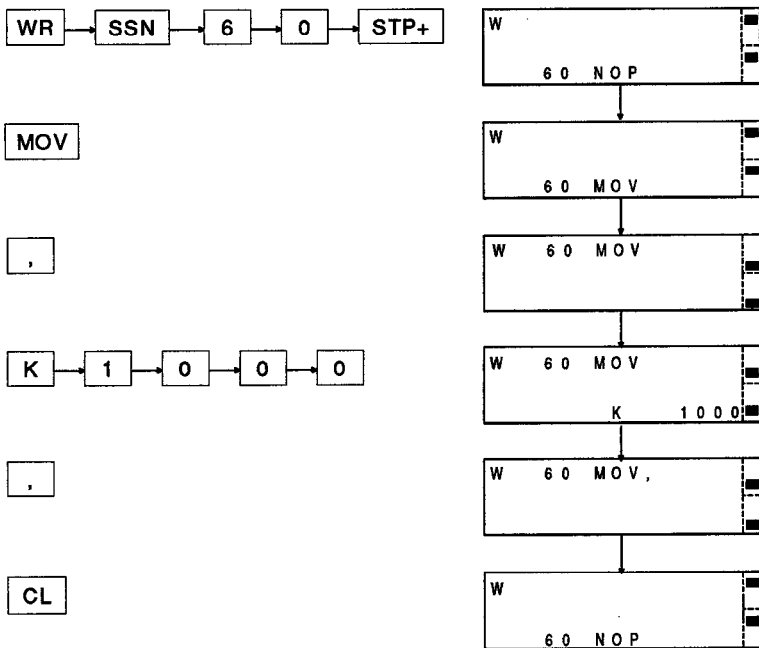 WR SSN 6 0 STP+
W
60 NOP
MOV
W
60 MOV
,
W 60 MOV
K 1 0 0 0
W 60 MOV
K 1000
,
W 60 MOV,
CL
W
60 NOP